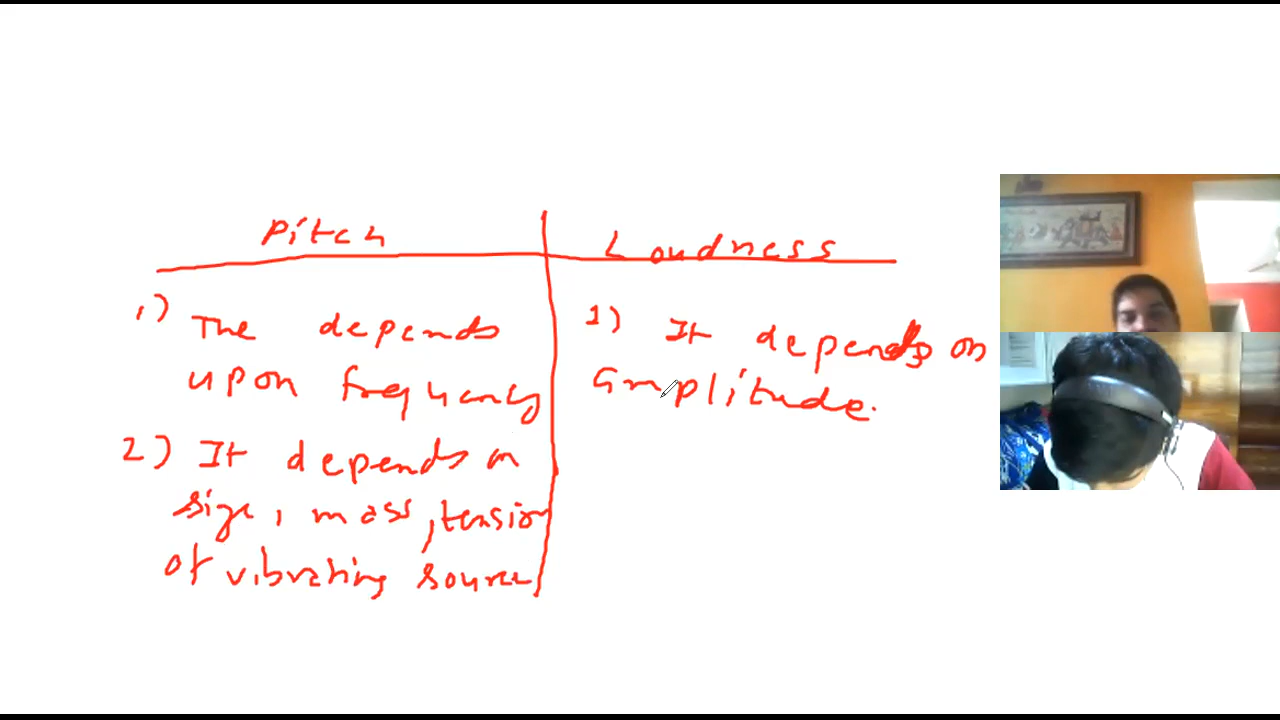 Pitch
Loudness
1) The depends
upon frequency
2) It depends on
size, mass, tension
of vibrating source
1) It depends on
amplitude.